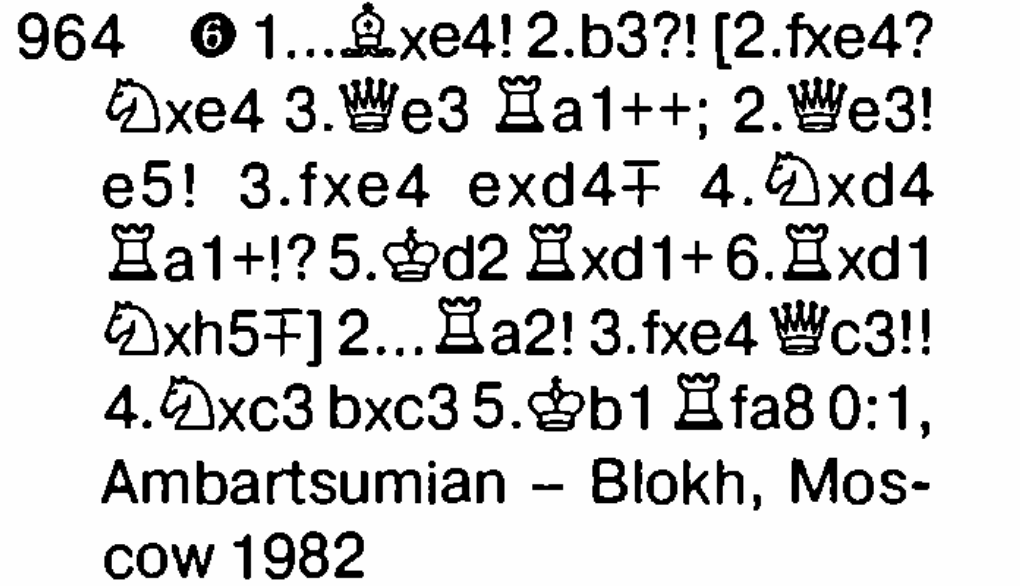 964 ❻ 1...♗xe4! 2.b3?! [2.fxe4?
♘xe4 3.♕e3 ♖a1++; 2.♕e3!
e5! 3.fxe4 exd4∓ 4.♘xd4
♖a1+!? 5.♔d2 ♖xd1+ 6.♖xd1
♘xh5∓] 2...♖a2! 3.fxe4 ♕c3!!
4.♘xc3 bxc3 5.♔b1 ♖fa8 0:1,
Ambartsumian – Blokh, Mos-
cow 1982